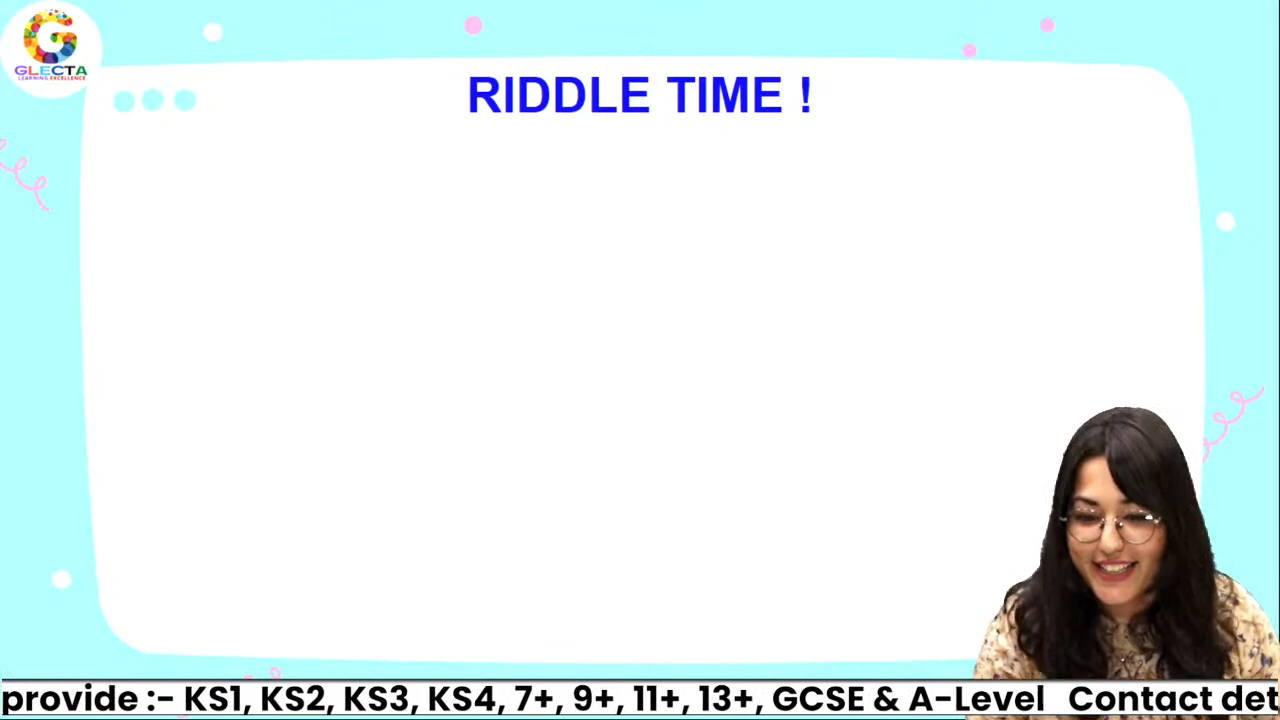 GLECTA
LEARNING EXCELLENCE
RIDDLE TIME !
provide :- KS1, KS2, KS3, KS4, 7+, 9+, 11+, 13+, GCSE & A-Level Contact det